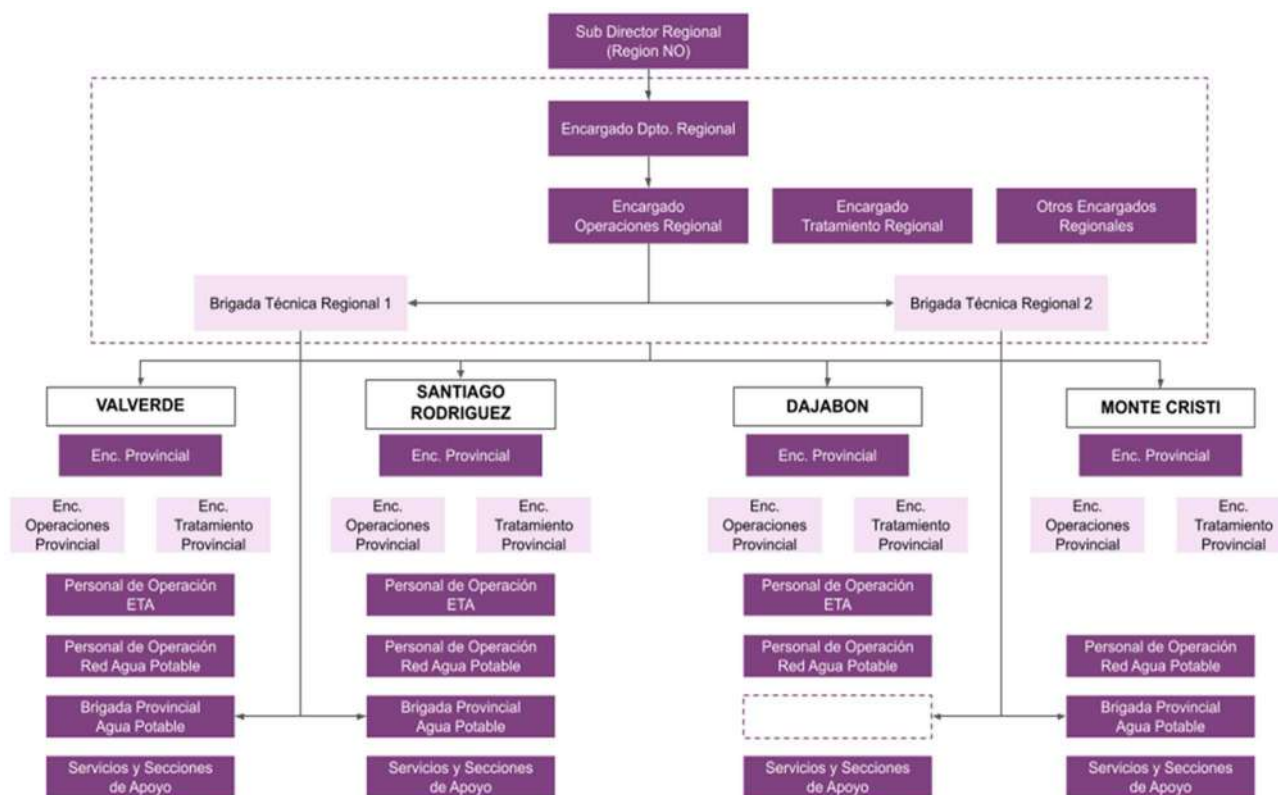 Sub Director Regional
(Region NO)
Encargado Dpto. Regional
Encargado
Operaciones Regional
Encargado
Tratamiento Regional
Otros Encargados
Regionales
Brigada Técnica Regional 1
Brigada Técnica Regional 2
VALVERDE
SANTIAGO
RODRIGUEZ
DAJABON
MONTE CRISTI
Enc. Provincial
Enc. Provincial
Enc. Provincial
Enc. Provincial
Enc.
Operaciones
Provincial
Enc.
Tratamiento
Provincial
Enc.
Operaciones
Provincial
Enc.
Tratamiento
Provincial
Enc.
Operaciones
Provincial
Enc.
Tratamiento
Provincial
Enc.
Operaciones
Provincial
Enc.
Tratamiento
Provincial
Personal de Operación
ETA
Personal de Operación
ETA
Personal de Operación
ETA
Personal de Operación
Red Agua Potable
Personal de Operación
Red Agua Potable
Personal de Operación
Red Agua Potable
Personal de Operación
Red Agua Potable
Brigada Provincial
Agua Potable
Brigada Provincial
Agua Potable
Brigada Provincial
Agua Potable
Servicios y Secciones
de Apoyo
Servicios y Secciones
de Apoyo
Servicios y Secciones
de Apoyo
Servicios y Secciones
de Apoyo